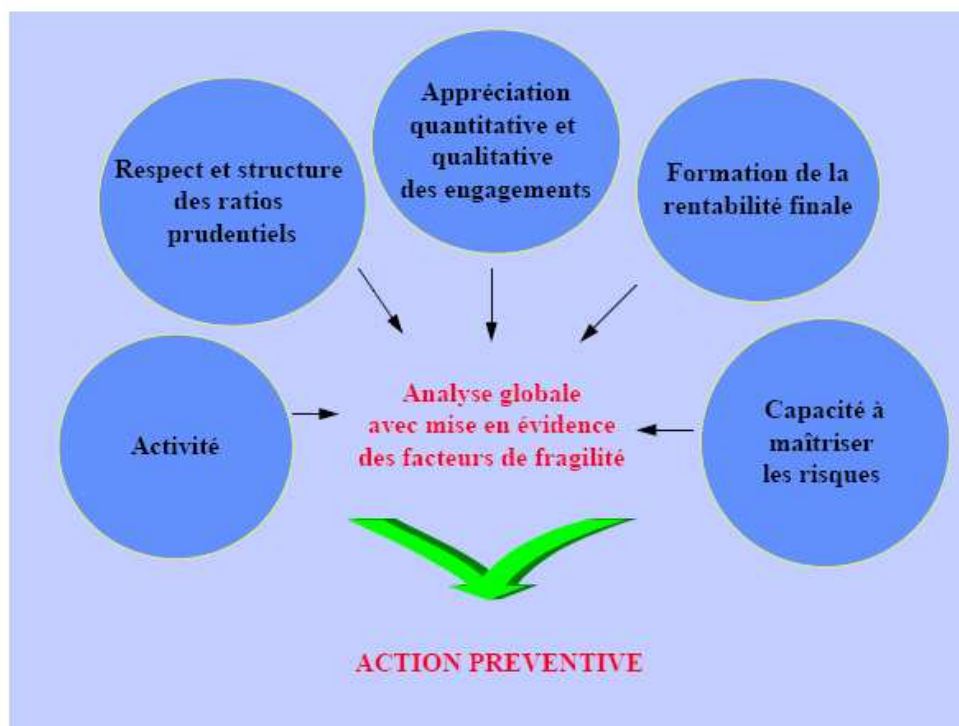 Appréciation
quantitative et
qualitative
des engagements
Respect et structure
des ratios
prudentiels
Formation de la
rentabilité finale
Activité
Analyse globale
avec mise en évidence
des facteurs de fragilité
Capacité à
maîtriser
les risques
ACTION PREVENTIVE